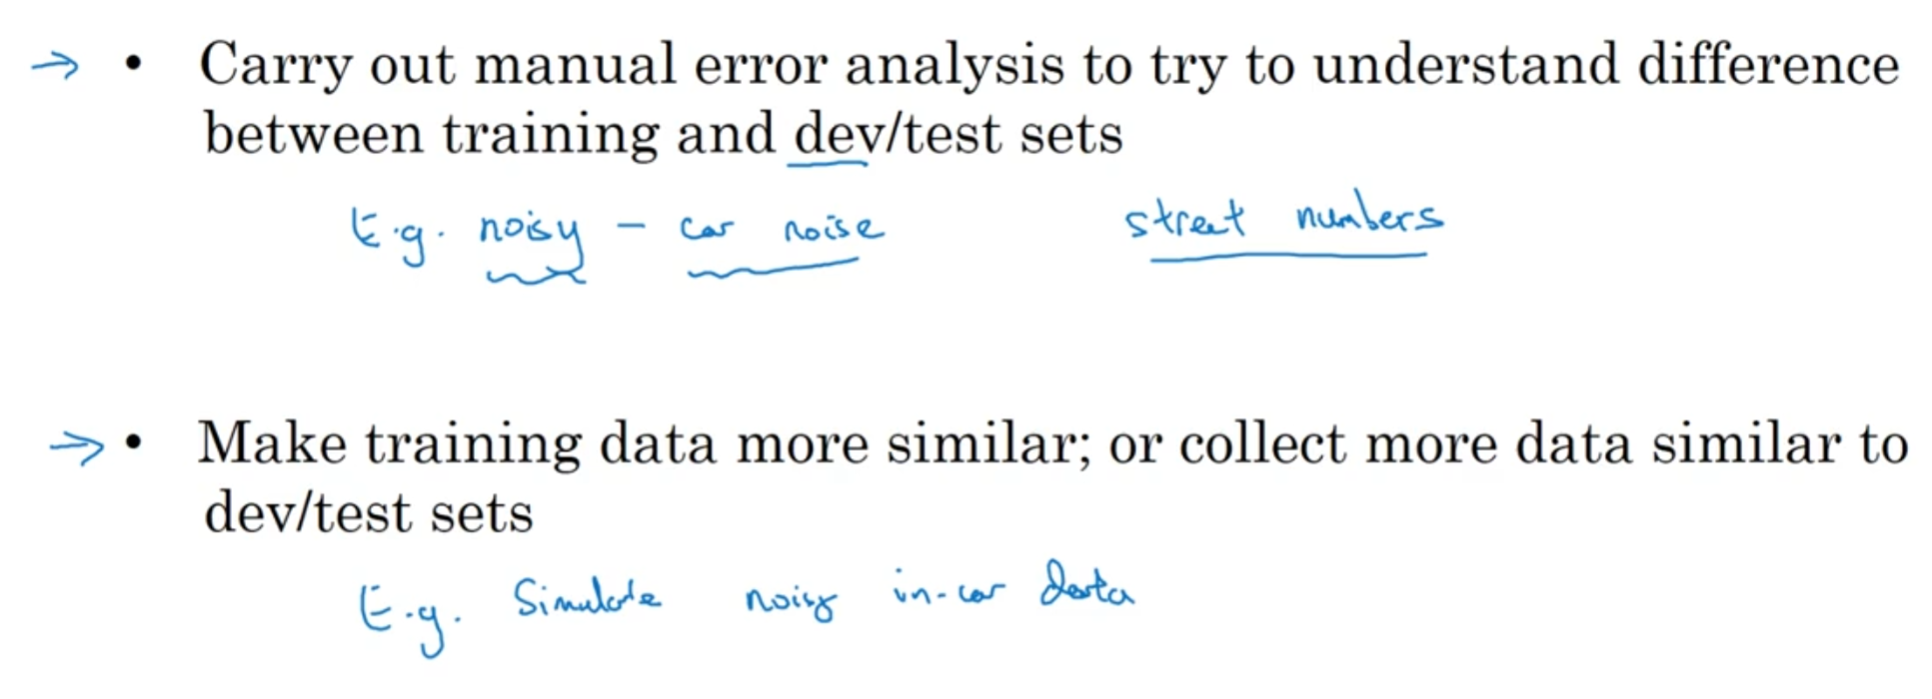 → • Carry out manual error analysis to try to understand difference
between training and dev/test sets
E.g. noisy - car noise street numbers
→ • Make training data more similar; or collect more data similar to
dev/test sets
E.g. Simulate noisy in-car data